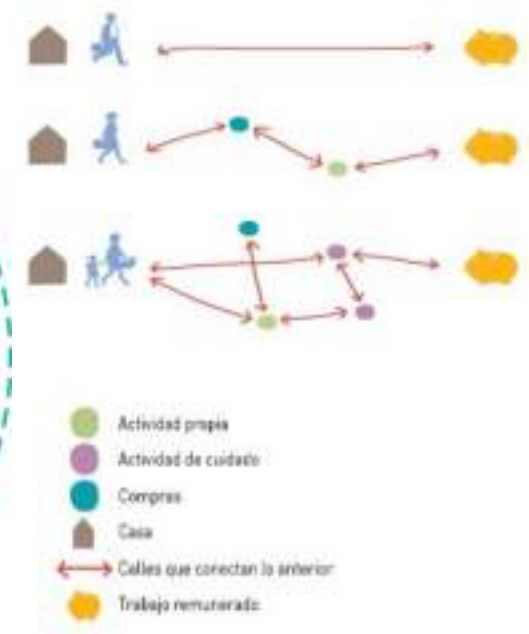 Actividad propia
Actividad de cuidado
Compras
Casa
Calles que conectan lo anterior
Trabajo remunerado